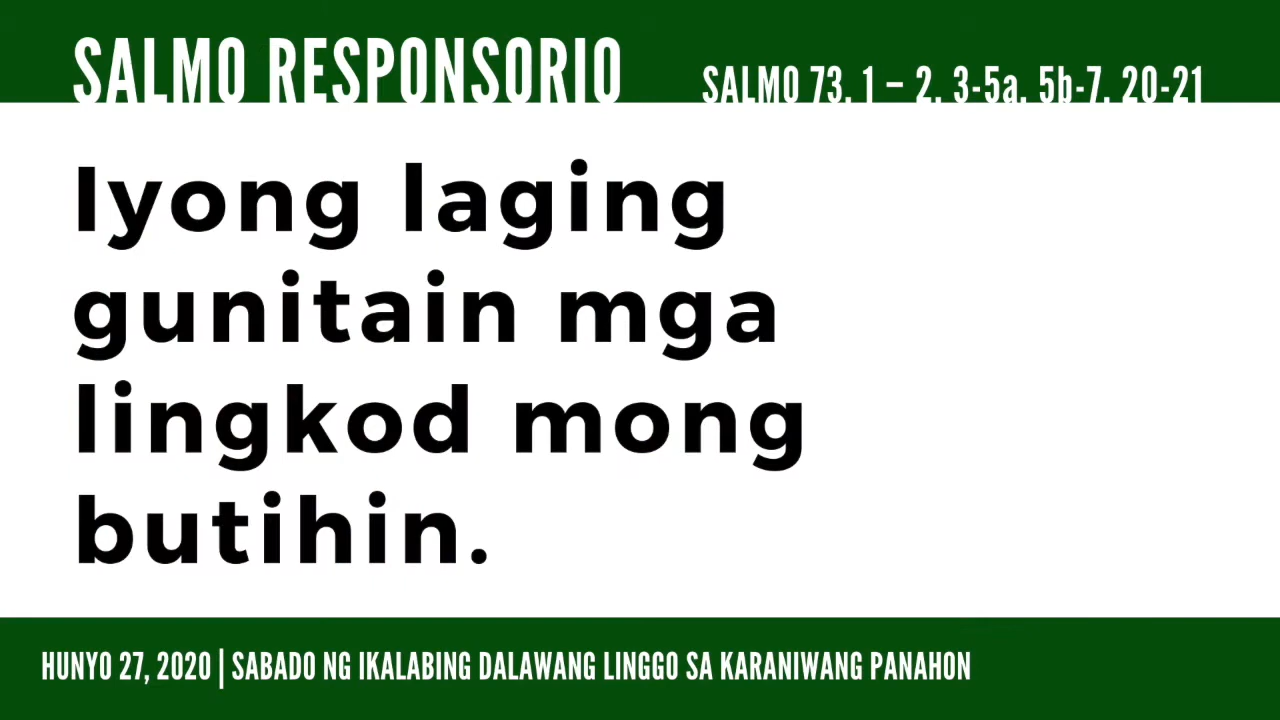 SALMO RESPONSORIO
SALMO 73, 1 – 2, 3-5a, 5b-7, 20-21
Iyong laging
gunitain mga
lingkod mong
butihin.
HUNYO 27, 2020 | SABADO NG IKALABING DALAWANG LINGGO SA KARANIWANG PANAHON